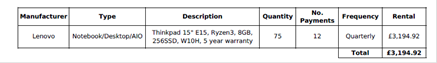 Manufacturer Type Description Quantity No. Payments Frequency Rental
Lenovo Notebook/Desktop/AIO Thinkpad 15" E15, Ryzen3, 8GB, 256SSD, W10H, 5 year warranty 75 12 Quarterly £3,194.92
Total £3,194.92